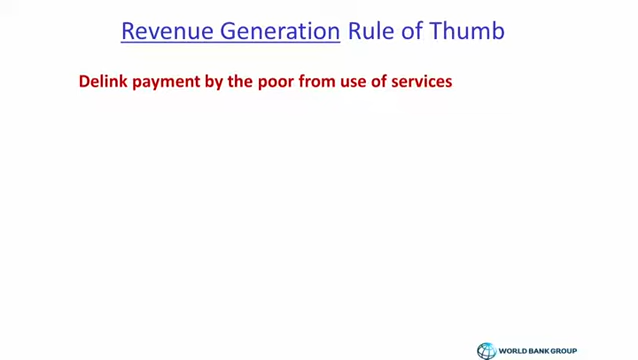 Revenue Generation Rule of Thumb
Delink payment by the poor from use of services
WORLD BANK GROUP